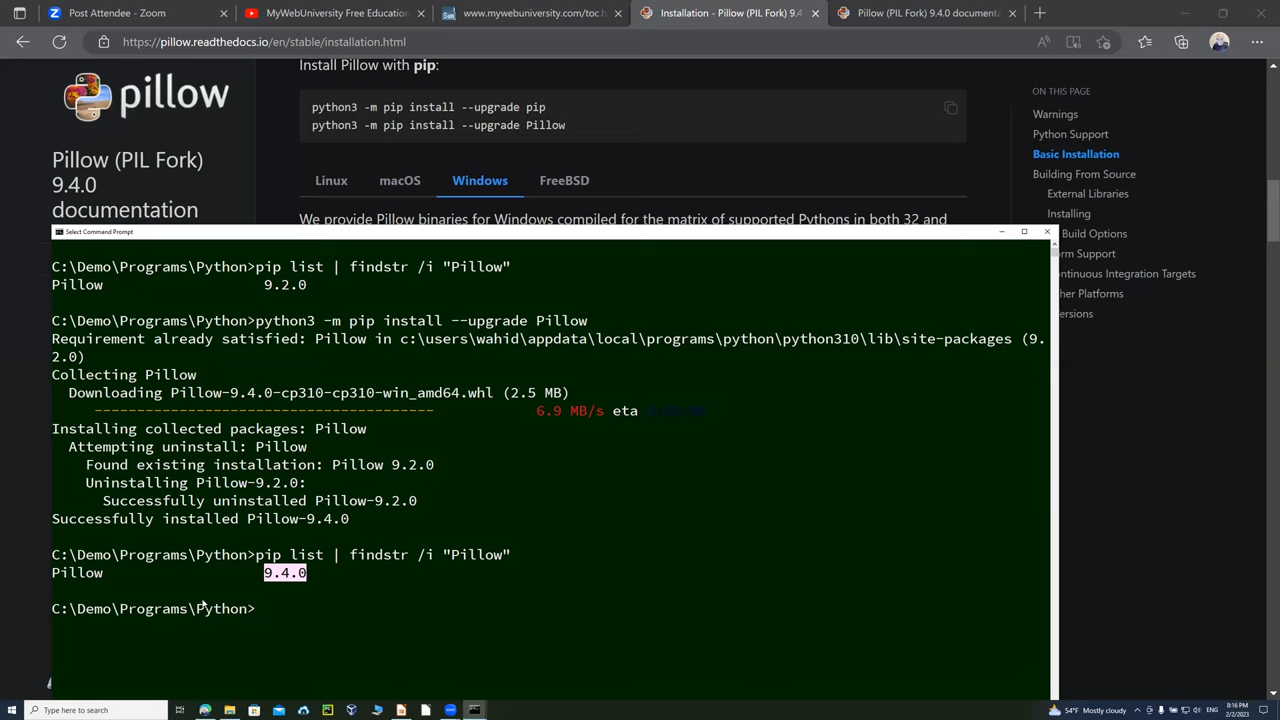 Post Attendee - Zoom
MyWebUniversity Free Education
www.mywebuniversity.com/toc.h
Installation - Pillow (PIL Fork) 9.4
Pillow (PIL Fork) 9.4.0 documenta
https://pillow.readthedocs.io/en/stable/installation.html
pillow
Pillow (PIL Fork)
9.4.0
documentation
Install Pillow with pip:
python3 -m pip install --upgrade pip
python3 -m pip install --upgrade Pillow
Linux macOS Windows FreeBSD
We provide Pillow binaries for Windows compiled for the matrix of supported Pythons in both 32 and
ON THIS PAGE
Warnings
Python Support
Basic Installation
Building From Source
External Libraries
Installing
Build Options
rm Support
ontinuous Integration Targets
her Platforms
ersions
Select Command Prompt
C:\Demo\Programs\Python>pip list | findstr /i "Pillow"
Pillow 9.2.0
C:\Demo\Programs\Python>python3 -m pip install --upgrade Pillow
Requirement already satisfied: Pillow in c:\users\wahid\appdata\local\programs\python\python310\lib\site-packages (9.
2.0)
Collecting Pillow
Downloading Pillow-9.4.0-cp310-cp310-win_amd64.whl (2.5 MB)
---------------------------------------- 6.9 MB/s eta
Installing collected packages: Pillow
Attempting uninstall: Pillow
Found existing installation: Pillow 9.2.0
Uninstalling Pillow-9.2.0:
Successfully uninstalled Pillow-9.2.0
Successfully installed Pillow-9.4.0
C:\Demo\Programs\Python>pip list | findstr /i "Pillow"
Pillow 9.4.0
C:\Demo\Programs\Python>
Type here to search
54°F Mostly cloudy
ENG
8:16 PM
2/2/2023